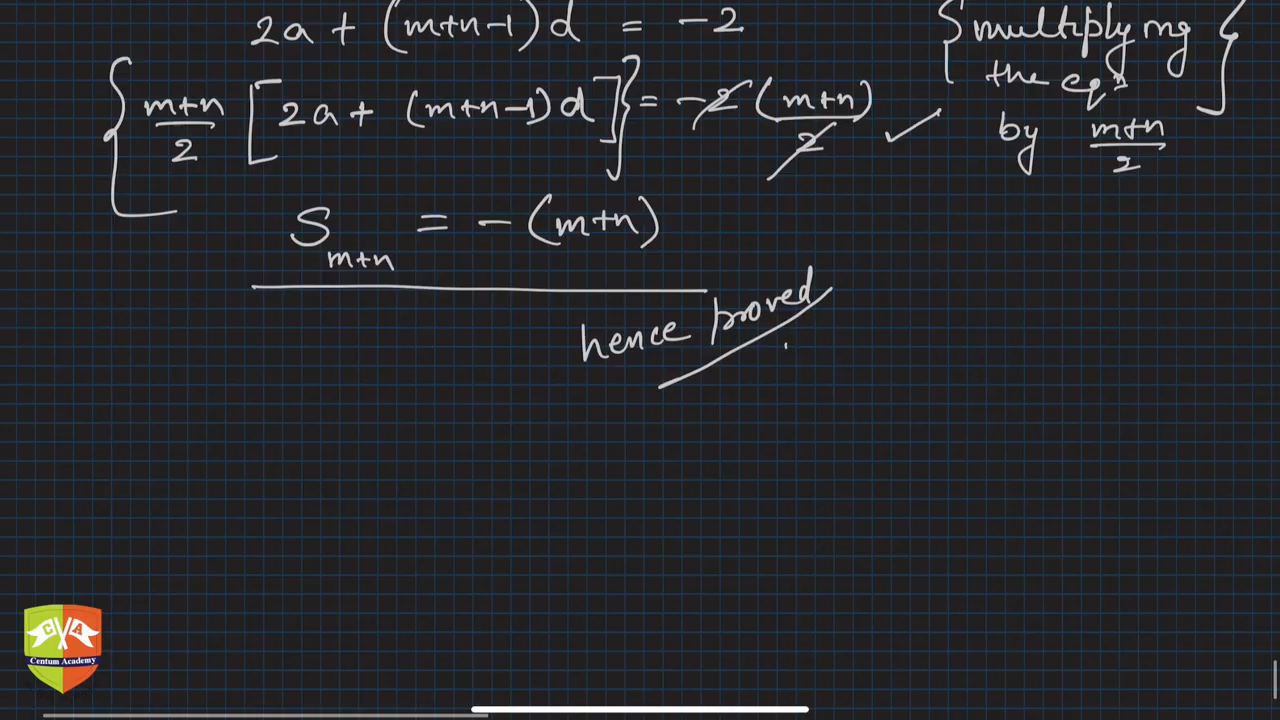 2a + (m+n-1)d = -2
{multiplying
the eqn
m+n/2 [2a + (m+n-1)d] = -2 (m+n)/2 ✓
by m+n/2}
S_{m+n} = -(m+n)
hence proved
C A
Centum Academy